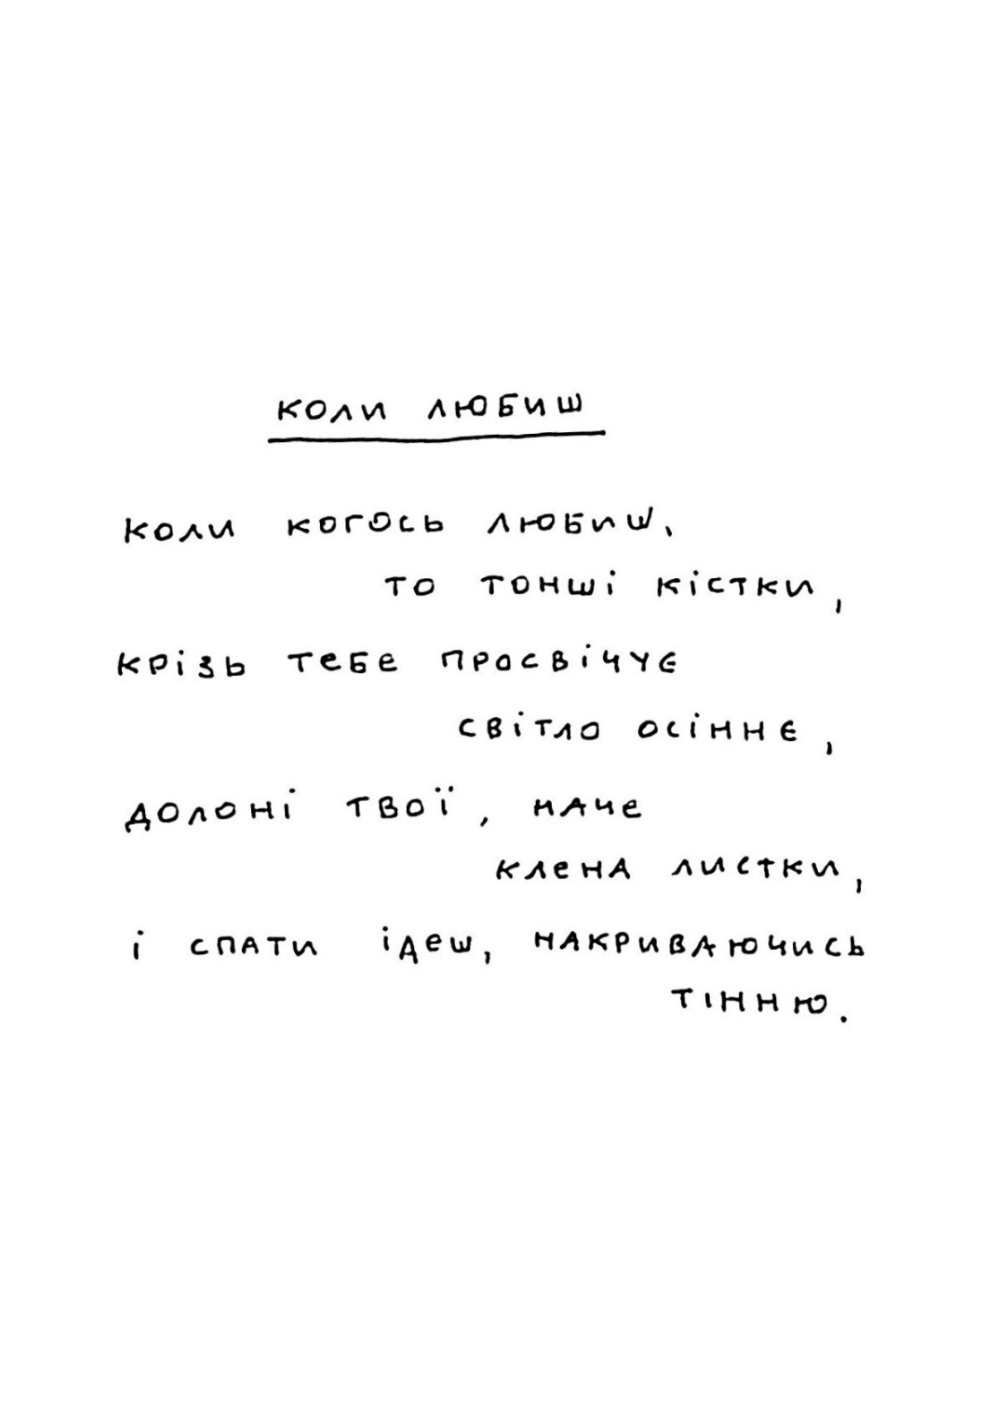 коли любиш
коли когось любиш,
то тонші кістки,
крізь тебе просвічує
світло осіннє,
долоні твої, наче
клена листки,
і спати ідеш, накриваючись
тінню.